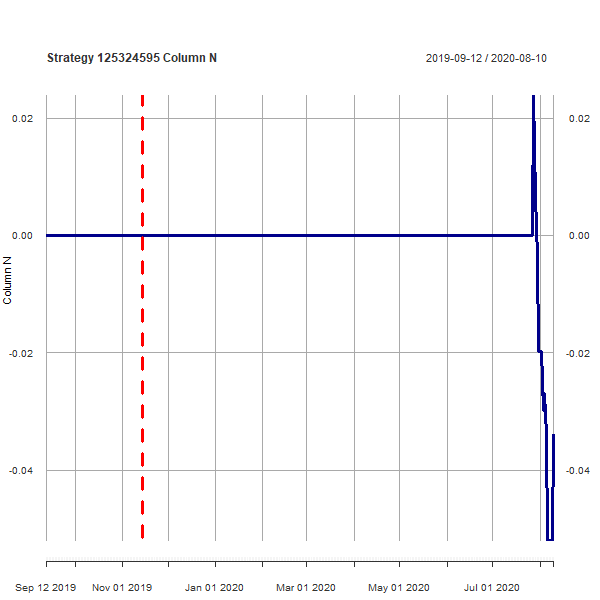 Strategy 125324595 Column N
2019-09-12 / 2020-08-10
0.02
0.02
0.00
0.00
Column N
-0.02
-0.02
-0.04
-0.04
Sep 12 2019
Nov 01 2019
Jan 01 2020
Mar 01 2020
May 01 2020
Jul 01 2020